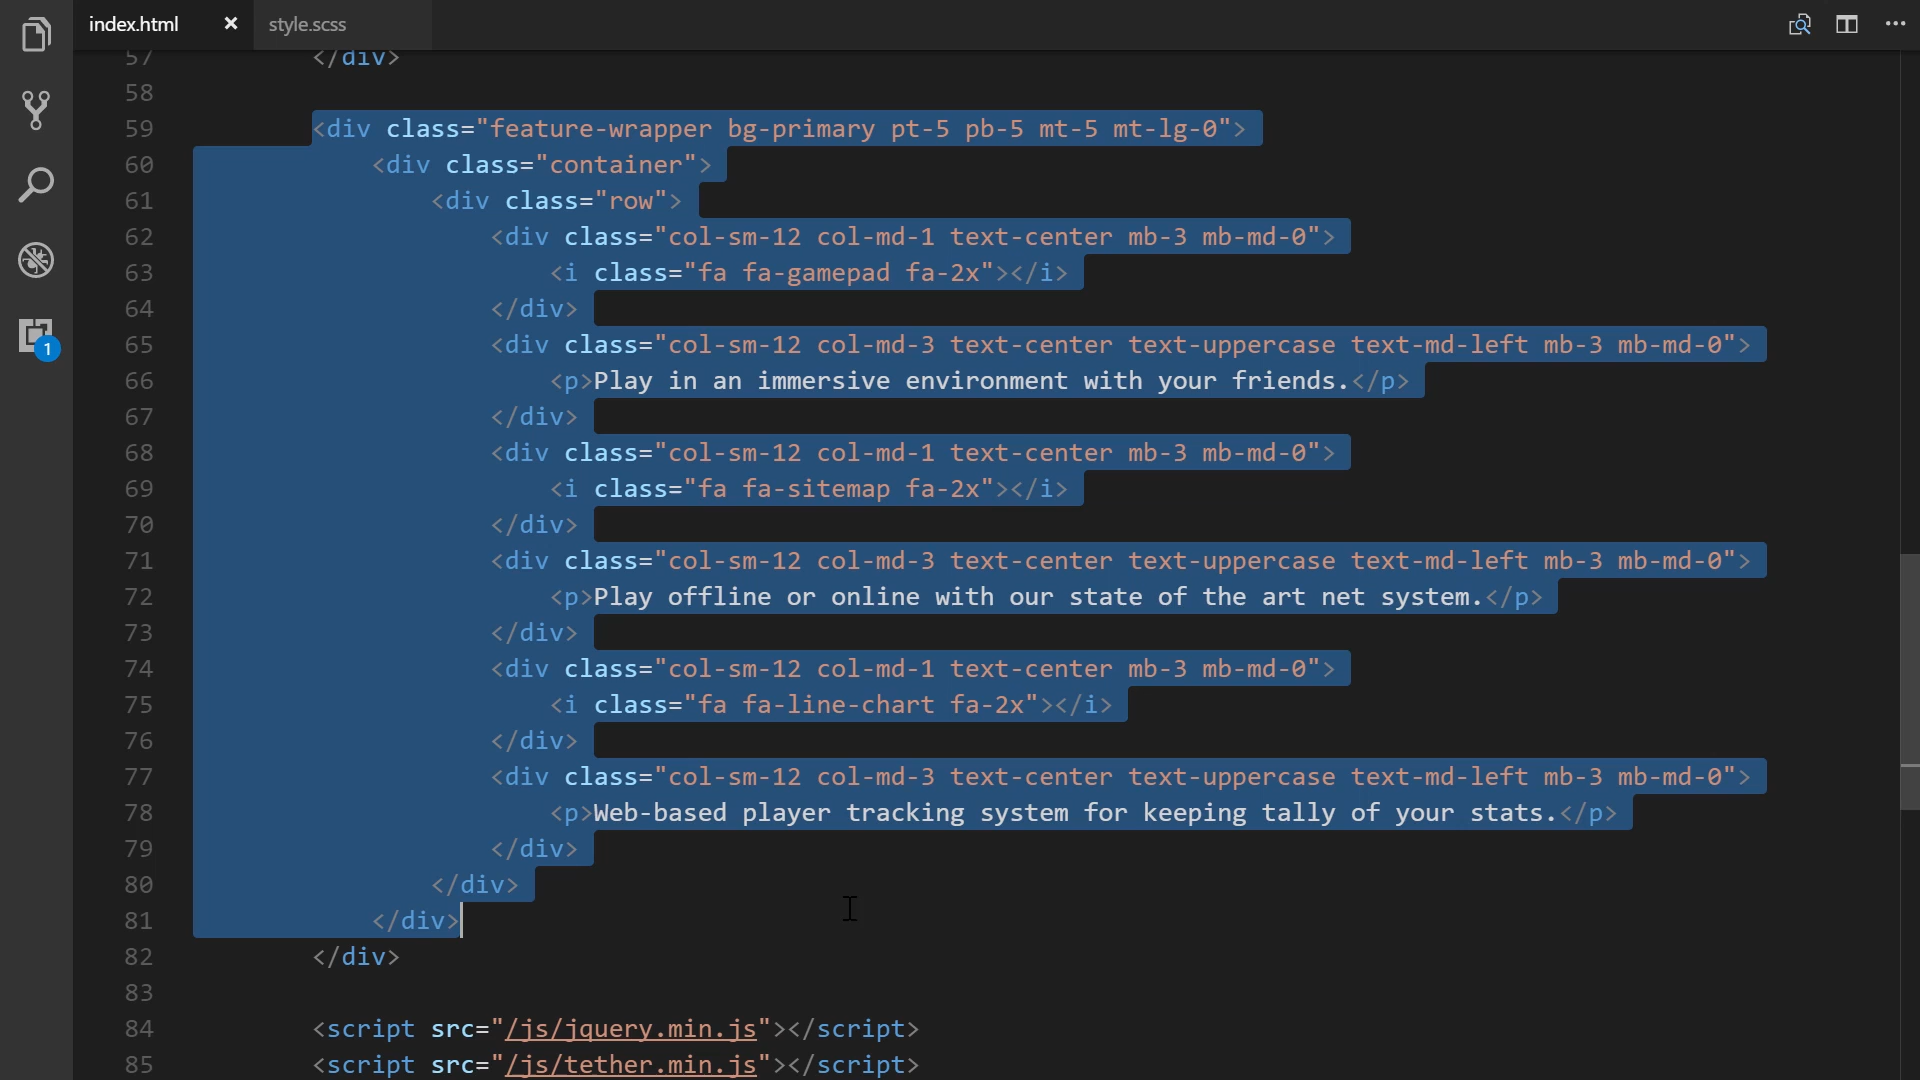 index.html × style.scss
57 </div>
58
59 <div class="feature-wrapper bg-primary pt-5 pb-5 mt-5 mt-lg-0">
60 <div class="container">
61 <div class="row">
62 <div class="col-sm-12 col-md-1 text-center mb-3 mb-md-0">
63 <i class="fa fa-gamepad fa-2x"></i>
64 </div>
65 <div class="col-sm-12 col-md-3 text-center text-uppercase text-md-left mb-3 mb-md-0">
66 <p>Play in an immersive environment with your friends.</p>
67 </div>
68 <div class="col-sm-12 col-md-1 text-center mb-3 mb-md-0">
69 <i class="fa fa-sitemap fa-2x"></i>
70 </div>
71 <div class="col-sm-12 col-md-3 text-center text-uppercase text-md-left mb-3 mb-md-0">
72 <p>Play offline or online with our state of the art net system.</p>
73 </div>
74 <div class="col-sm-12 col-md-1 text-center mb-3 mb-md-0">
75 <i class="fa fa-line-chart fa-2x"></i>
76 </div>
77 <div class="col-sm-12 col-md-3 text-center text-uppercase text-md-left mb-3 mb-md-0">
78 <p>Web-based player tracking system for keeping tally of your stats.</p>
79 </div>
80 </div>
81 </div>
82 </div>
83
84 <script src="/js/jquery.min.js"></script>
85 <script src="/js/tether.min.js"></script>
1